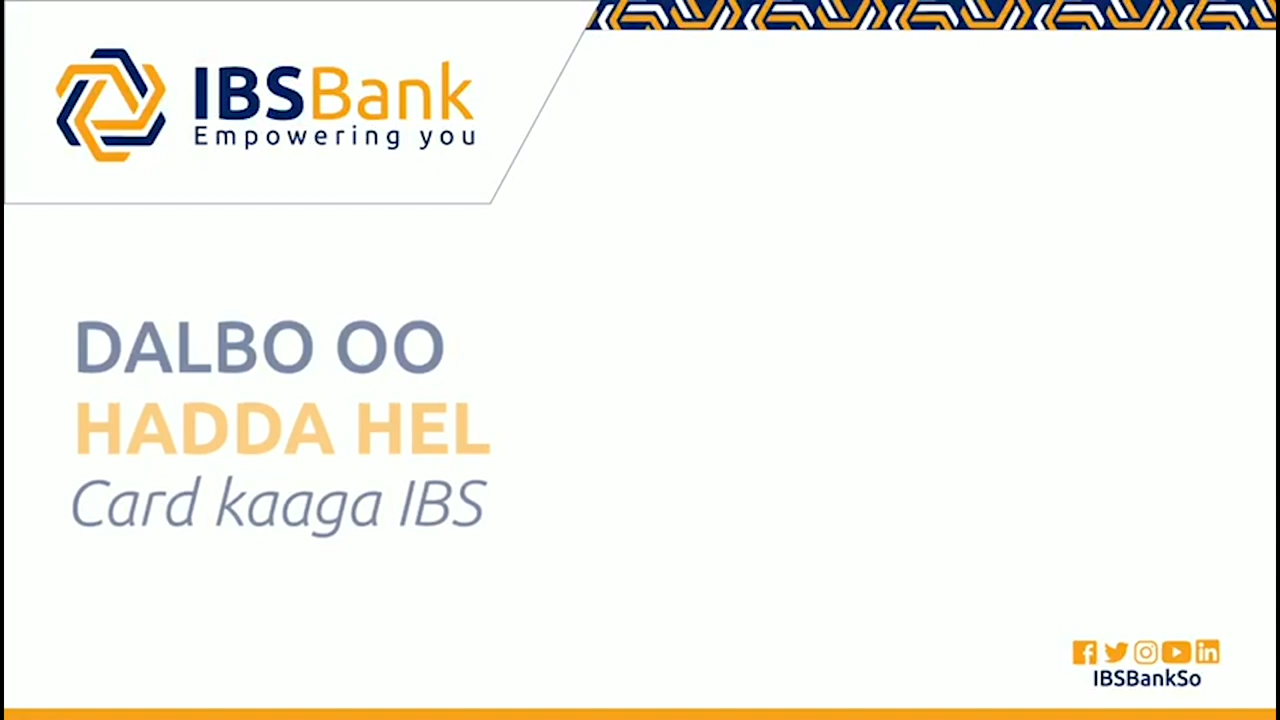 IBSBank
Empowering you
DALBO OO
HADDA HEL
Card kaaga IBS
IBSBankSo